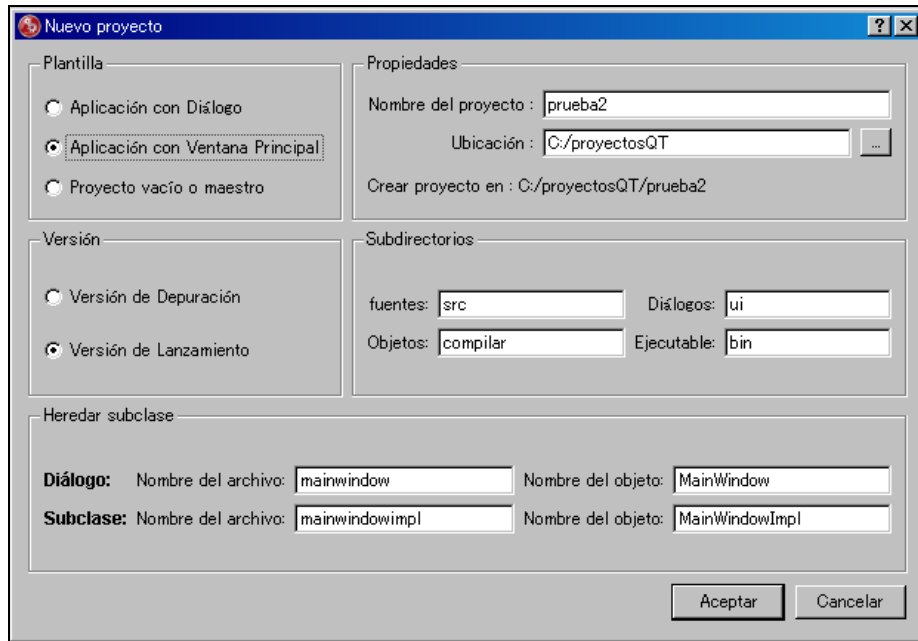 Nuevo proyecto
Plantilla
Aplicación con Diálogo
Aplicación con Ventana Principal
Proyecto vacío o maestro
Propiedades
Nombre del proyecto : prueba2
Ubicación : C:/proyectosQT ...
Crear proyecto en : C:/proyectosQT/prueba2
Versión
Versión de Depuración
Versión de Lanzamiento
Subdirectorios
fuentes: src Diálogos: ui
Objetos: compilar Ejecutable: bin
Heredar subclase
Diálogo: Nombre del archivo: mainwindow Nombre del objeto: MainWindow
Subclase: Nombre del archivo: mainwindowimpl Nombre del objeto: MainWindowImpl
Aceptar Cancelar